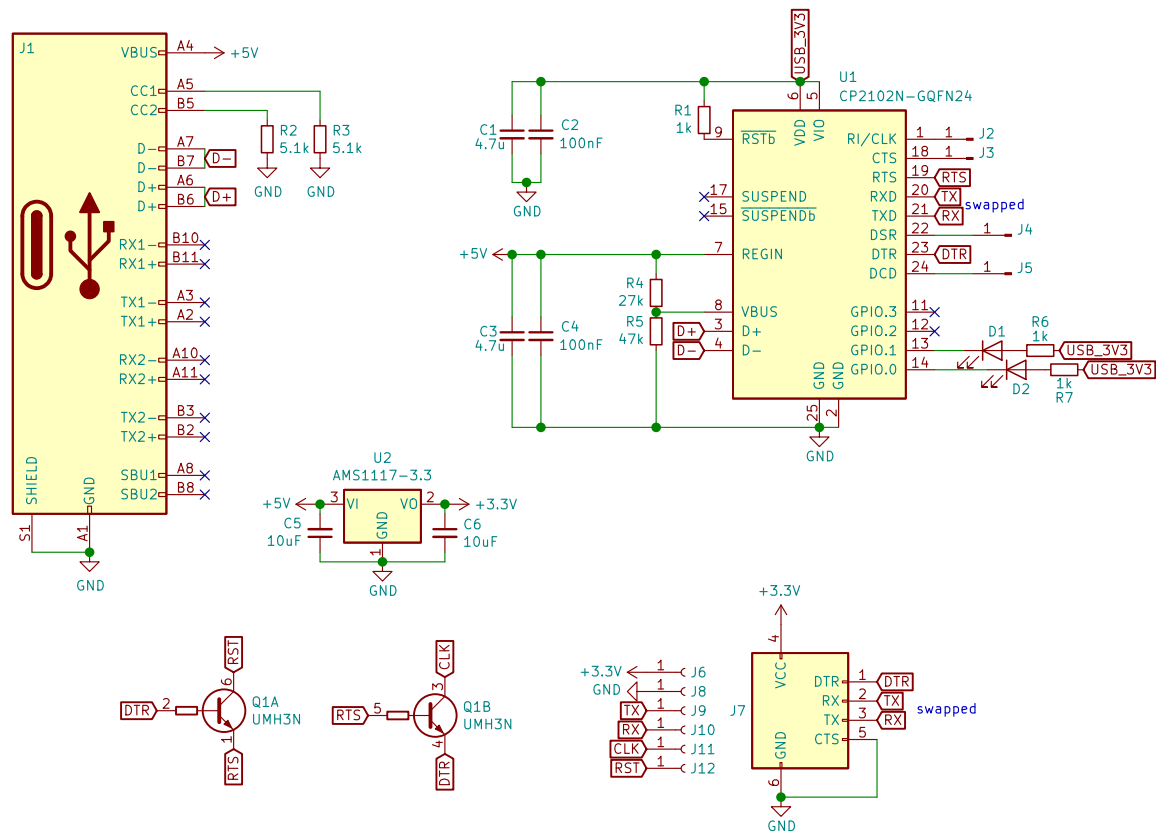 J1
VBUS A4 +5V
CC1 A5
CC2 B5
R2 5.1k
R3 5.1k
GND GND
D- A7
D- B7
D-
D+ A6
D+ B6
D+
RX1- B10
RX1+ B11
TX1- A3
TX1+ A2
RX2- A10
RX2+ A11
TX2- B3
TX2+ B2
SBU1 A8
SBU2 B8
SHIELD
GND
S1
A1
GND
USB_3V3
U1
CP2102N-GQFN24
C1 4.7u
C2 100nF
GND
R1 1k
9 RSTb
6 VDD
5 VIO
17 SUSPEND
15 SUSPENDb
+5V
7 REGIN
C3 4.7u
C4 100nF
R4 27k
R5 47k
8 VBUS
D+ 3 D+
D- 4 D-
GND 25
GND 2
GND
RI/CLK 1 1 J2
CTS 18 1 J3
RTS 19 RTS
RXD 20 TX
TXD 21 RX
swapped
DSR 22 1 J4
DTR 23 DTR
DCD 24 1 J5
GPIO.3 11
GPIO.2 12
GPIO.1 13
GPIO.0 14
D1
R6
1k
USB_3V3
D2
1k
R7
USB_3V3
U2
AMS1117-3.3
+5V 3 VI VO 2 +3.3V
GND
1
C5
10uF
C6
10uF
GND
DTR 2
RST
6
Q1A
UMH3N
1
RTS
RTS 5
CLK
3
Q1B
UMH3N
4
DTR
+3.3V 1 J6
GND 1 J8
TX 1 J9
RX 1 J10
CLK 1 J11
RST 1 J12
+3.3V
4
VCC
J7
DTR 1 DTR
RX 2 TX
TX 3 RX
swapped
CTS 5
GND
6
GND